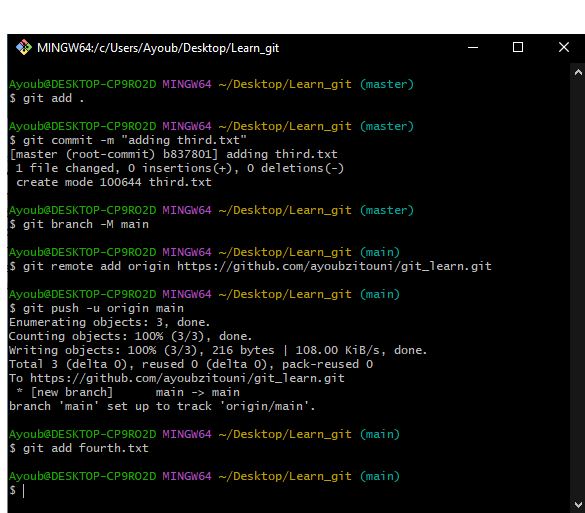 MINGW64:/c/Users/Ayoub/Desktop/Learn_git
Ayoub@DESKTOP-CP9RO2D MINGW64 ~/Desktop/Learn_git (master)
$ git add .
Ayoub@DESKTOP-CP9RO2D MINGW64 ~/Desktop/Learn_git (master)
$ git commit -m "adding third.txt"
[master (root-commit) b837801] adding third.txt
 1 file changed, 0 insertions(+), 0 deletions(-)
 create mode 100644 third.txt
Ayoub@DESKTOP-CP9RO2D MINGW64 ~/Desktop/Learn_git (master)
$ git branch -M main
Ayoub@DESKTOP-CP9RO2D MINGW64 ~/Desktop/Learn_git (main)
$ git remote add origin https://github.com/ayoubzitouni/git_learn.git
Ayoub@DESKTOP-CP9RO2D MINGW64 ~/Desktop/Learn_git (main)
$ git push -u origin main
Enumerating objects: 3, done.
Counting objects: 100% (3/3), done.
Writing objects: 100% (3/3), 216 bytes | 108.00 KiB/s, done.
Total 3 (delta 0), reused 0 (delta 0), pack-reused 0
To https://github.com/ayoubzitouni/git_learn.git
 * [new branch]      main -> main
branch 'main' set up to track 'origin/main'.
Ayoub@DESKTOP-CP9RO2D MINGW64 ~/Desktop/Learn_git (main)
$ git add fourth.txt
Ayoub@DESKTOP-CP9RO2D MINGW64 ~/Desktop/Learn_git (main)
$